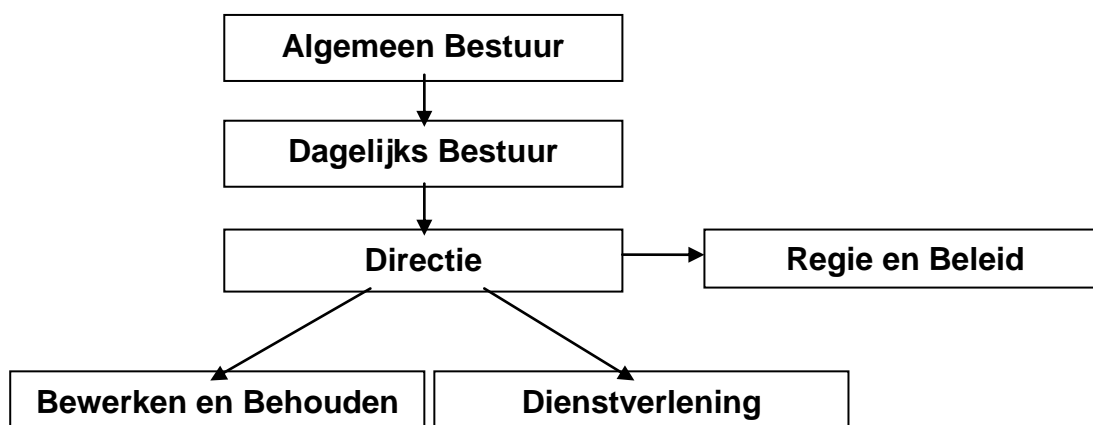 Algemeen Bestuur
Dagelijks Bestuur
Directie
Regie en Beleid
Bewerken en Behouden
Dienstverlening